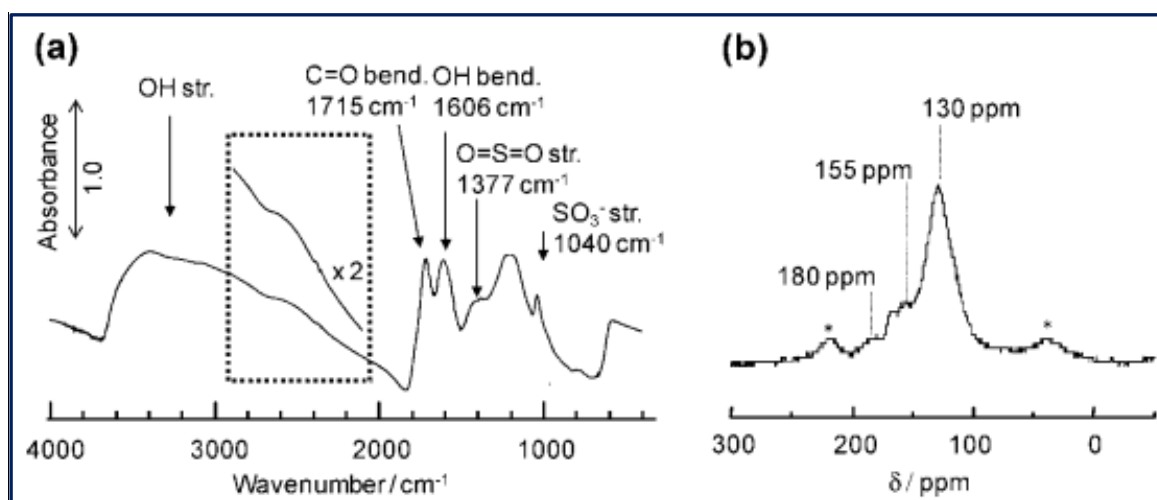 (a)
OH str.
C=O bend.
1715 cm-1
OH bend.
1606 cm-1
O=S=O str.
1377 cm-1
SO3- str.
1040 cm-1
x 2
Absorbance
1.0
4000 3000 2000 1000
Wavenumber / cm-1
(b)
130 ppm
155 ppm
180 ppm
* *
300 200 100 0
δ / ppm